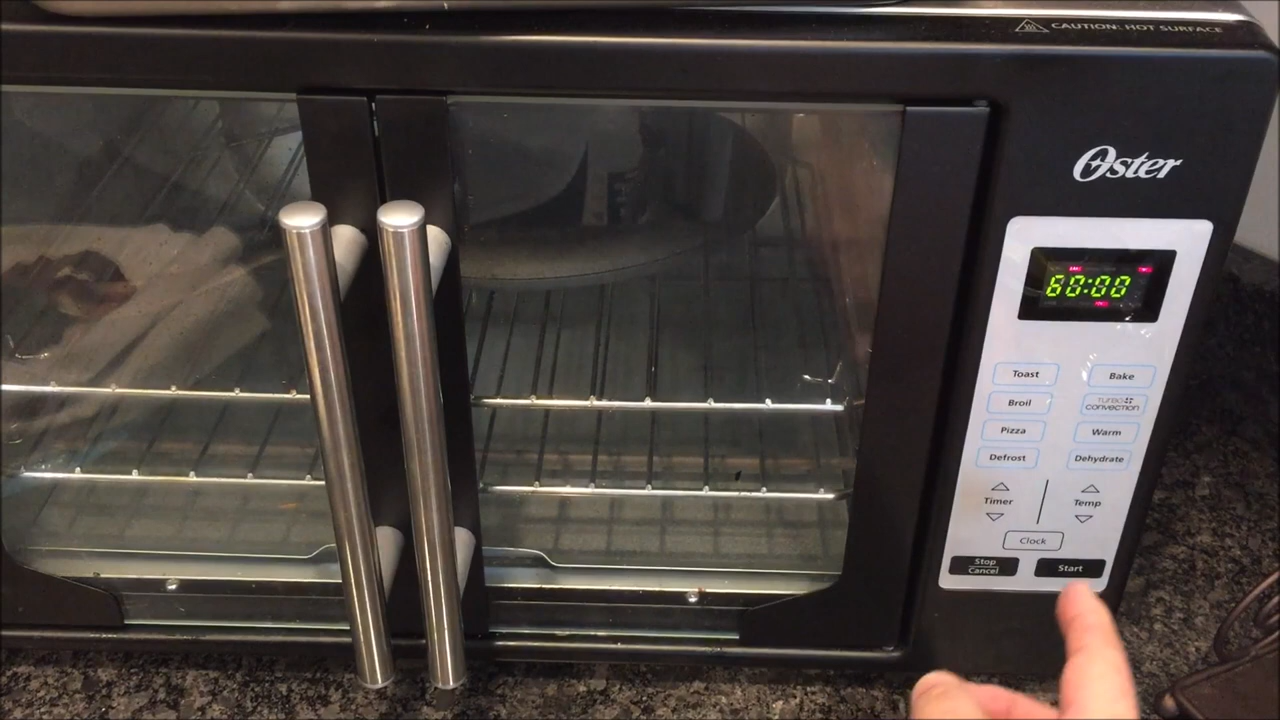 CAUTION: HOT SURFACE
Oster
60:00
Toast
Bake
Broil
TURBO
CONVECTION
Pizza
Warm
Defrost
Dehydrate
Timer
Temp
Clock
Stop
Cancel
Start